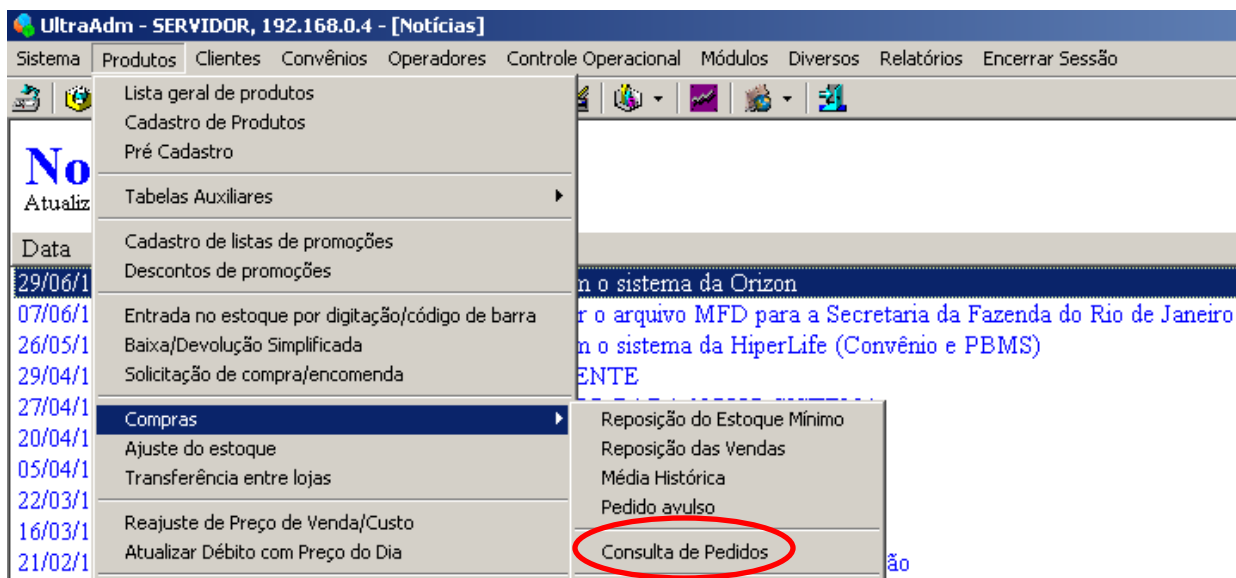 UltraAdm - SERVIDOR, 192.168.0.4 - [Notícias]
Sistema Produtos Clientes Convênios Operadores Controle Operacional Módulos Diversos Relatórios Encerrar Sessão
Lista geral de produtos
Cadastro de Produtos
Pré Cadastro
No
Atualiz
Tabelas Auxiliares
Data
Cadastro de listas de promoções
Descontos de promoções
29/06/1 m o sistema da Orizon
07/06/1 Entrada no estoque por digitação/código de barra r o arquivo MFD para a Secretaria da Fazenda do Rio de Janeiro
26/05/1 Baixa/Devolução Simplificada m o sistema da HiperLife (Convênio e PBMS)
29/04/1 Solicitação de compra/encomenda ENTE
27/04/1 Compras Reposição do Estoque Mínimo
20/04/1 Ajuste do estoque Reposição das Vendas
05/04/1 Transferência entre lojas Média Histórica
22/03/1 Pedido avulso
16/03/1 Reajuste de Preço de Venda/Custo
21/02/1 Atualizar Débito com Preço do Dia Consulta de Pedidos ão